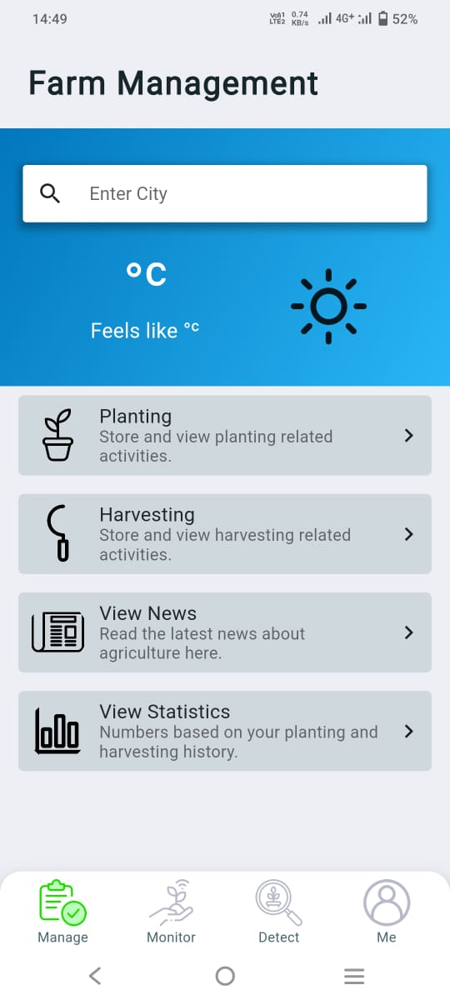 14:49
Vo)) 1 LTE2 0.74 KB/s 4G+ 52%
Farm Management
Enter City
°C
Feels like °C
Planting
Store and view planting related
activities.
Harvesting
Store and view harvesting related
activities.
View News
Read the latest news about
agriculture here.
View Statistics
Numbers based on your planting and
harvesting history.
Manage
Monitor
Detect
Me